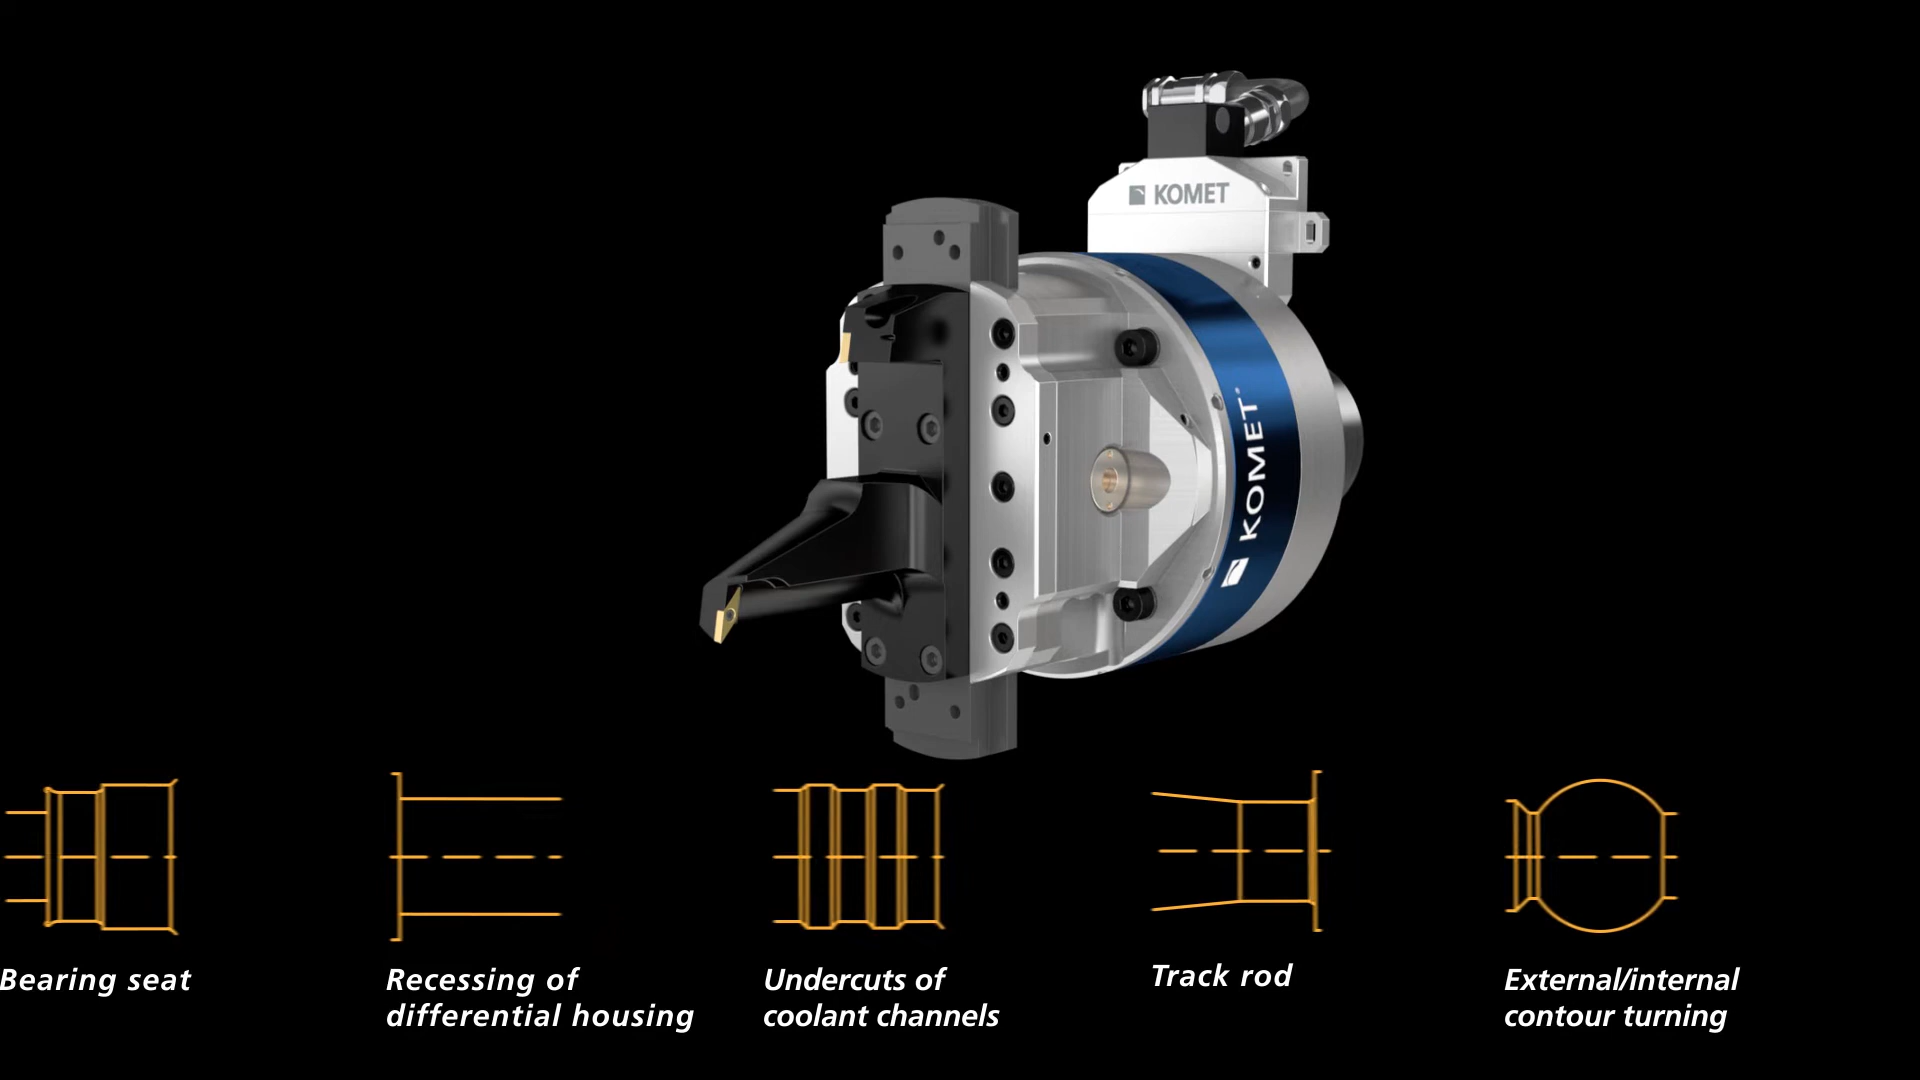 KOMET
KOMET
Bearing seat
Recessing of
differential housing
Undercuts of
coolant channels
Track rod
External/internal
contour turning